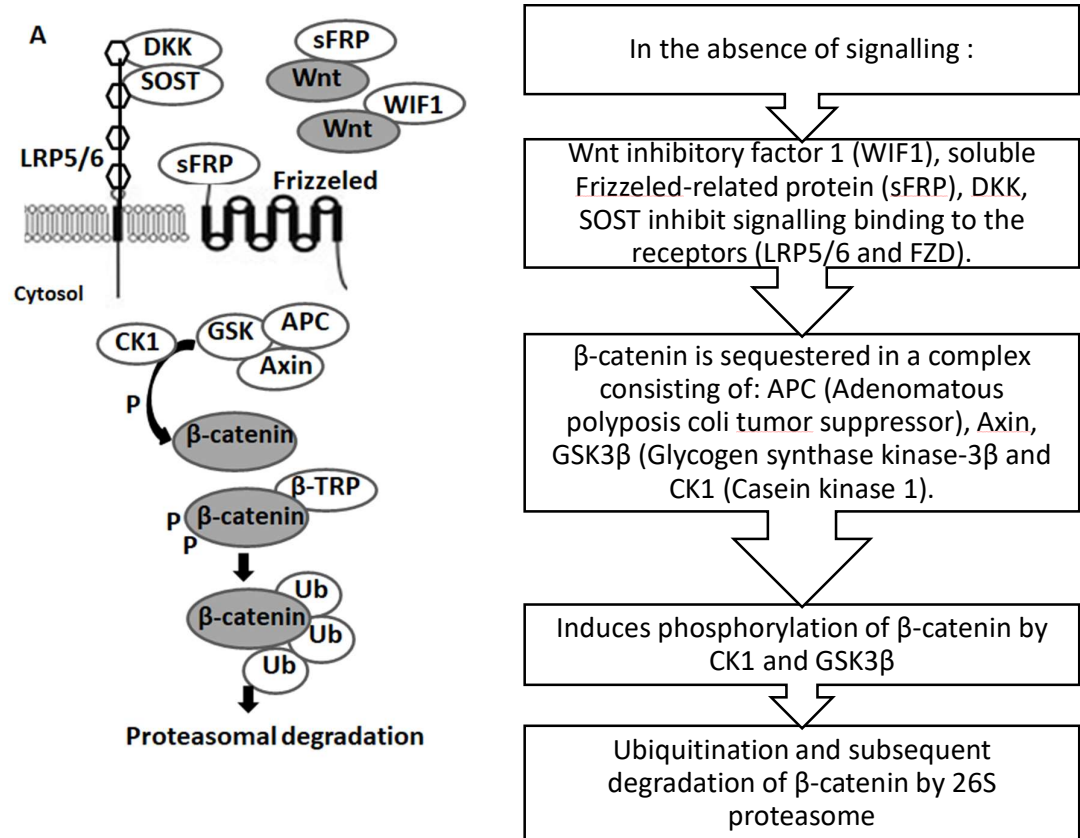 A
DKK
SOST
LRP5/6
sFRP
Wnt
WIF1
Wnt
sFRP
Frizzeled
Cytosol
CK1
GSK
APC
Axin
P
β-catenin
β-TRP
P
β-catenin
P
Ub
β-catenin
Ub
Ub
Proteasomal degradation
In the absence of signalling :
Wnt inhibitory factor 1 (WIF1), soluble
Frizzeled-related protein (sFRP), DKK,
SOST inhibit signalling binding to the
receptors (LRP5/6 and FZD).
β-catenin is sequestered in a complex
consisting of: APC (Adenomatous
polyposis coli tumor suppressor), Axin,
GSK3β (Glycogen synthase kinase-3β and
CK1 (Casein kinase 1).
Induces phosphorylation of β-catenin by
CK1 and GSK3β
Ubiquitination and subsequent
degradation of β-catenin by 26S
proteasome